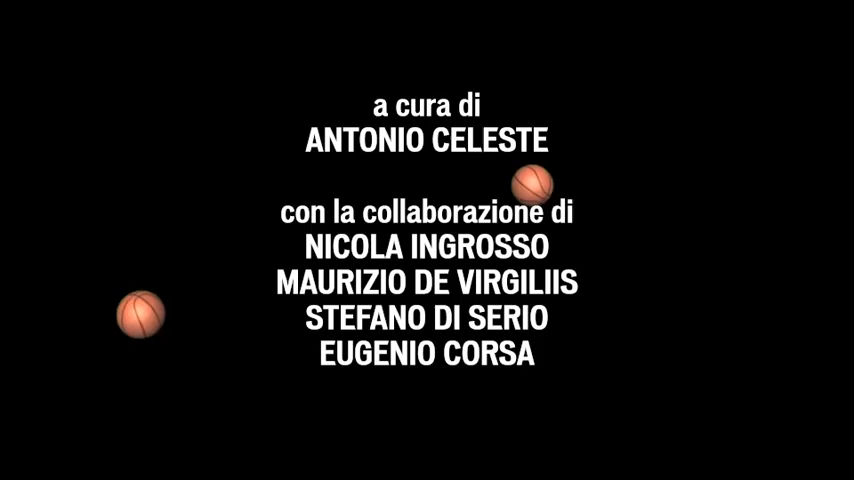 a cura di
ANTONIO CELESTE
con la collaborazione di
NICOLA INGROSSO
MAURIZIO DE VIRGILIIS
STEFANO DI SERIO
EUGENIO CORSA